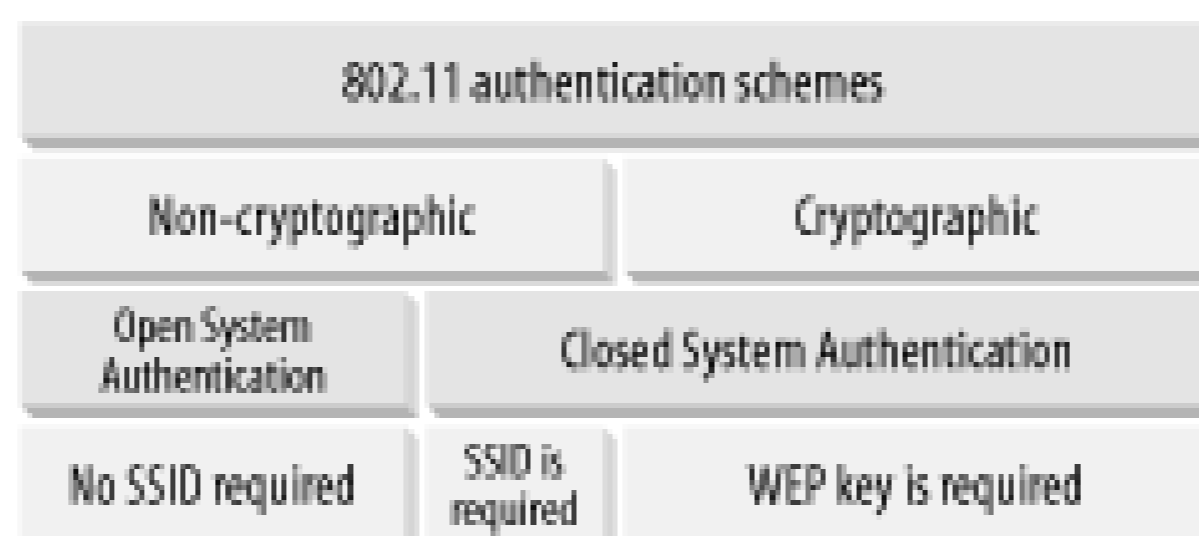 802.11 authentication schemes
Non-cryptographic
Cryptographic
Open System
Authentication
Closed System Authentication
No SSID required
SSID is
required
WEP key is required